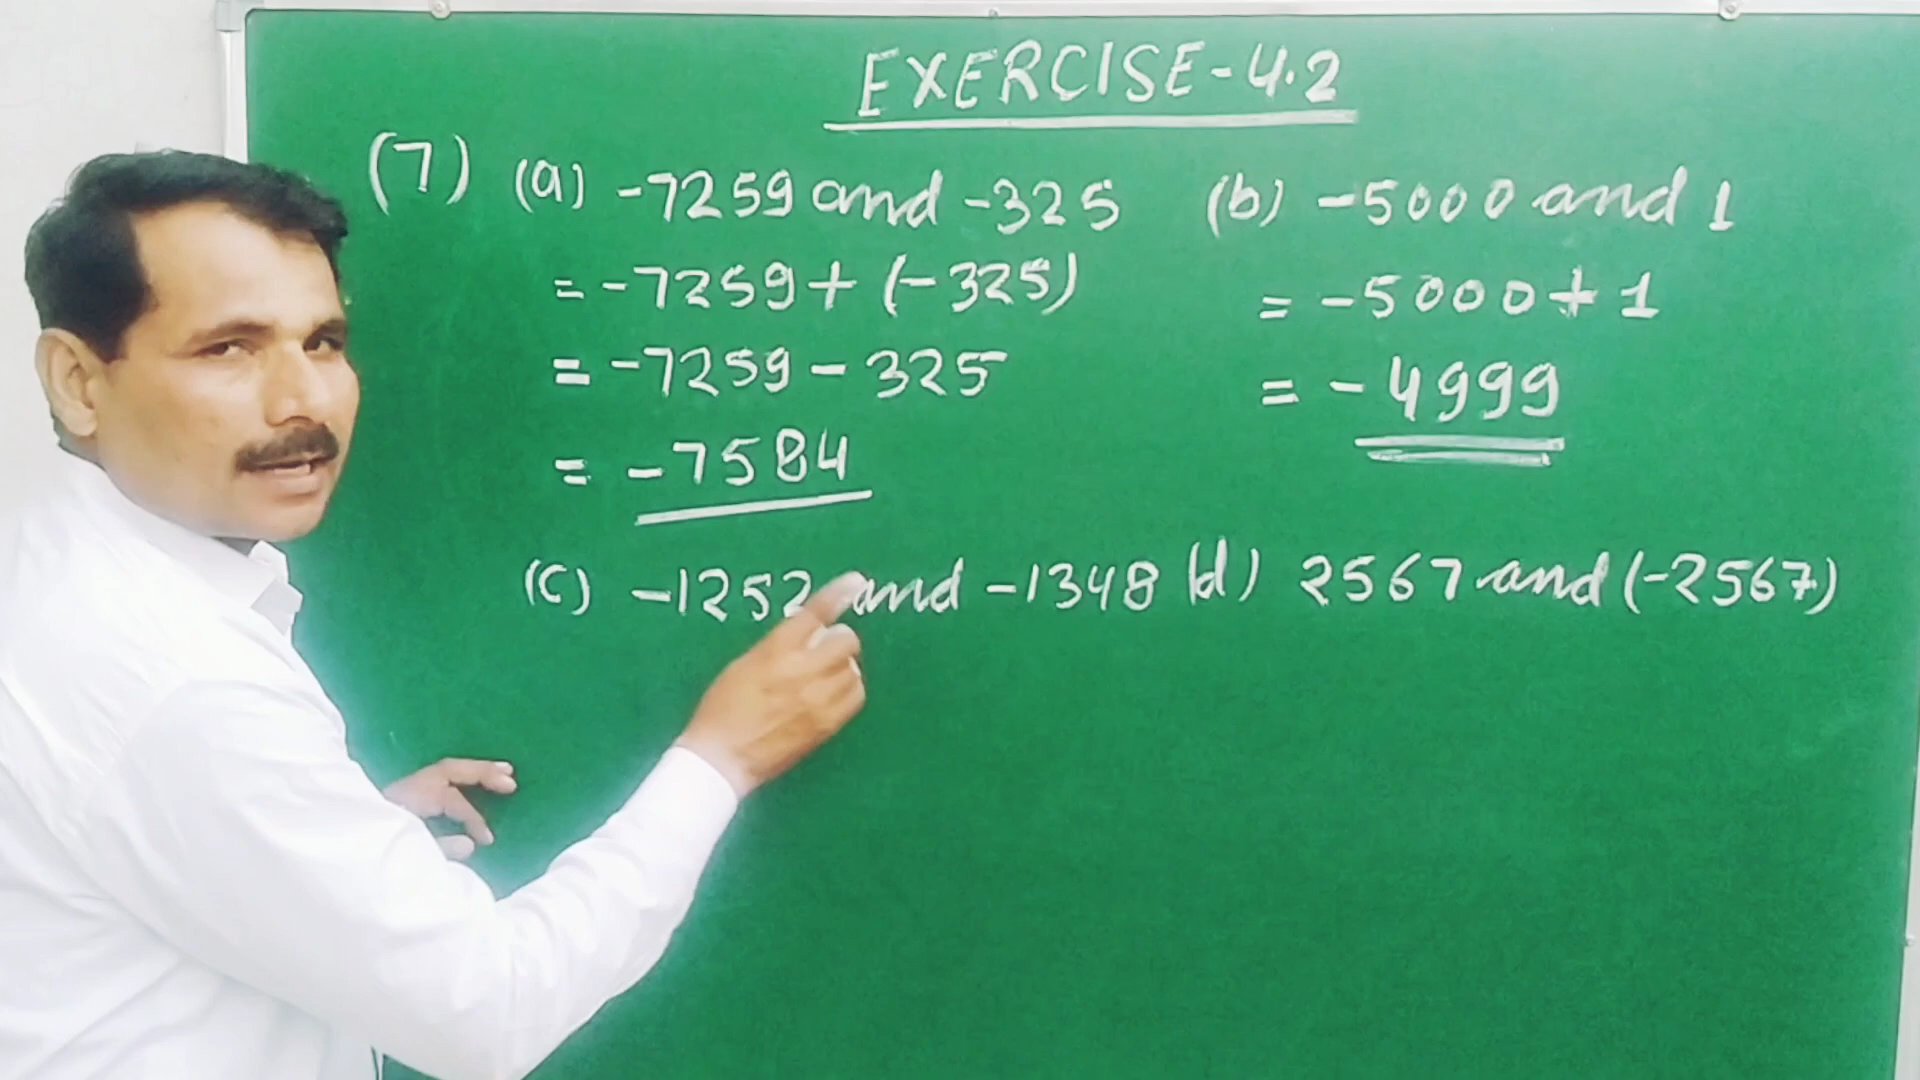 EXERCISE-4.2
(7) (a) -7259 and -325 (b) -5000 and 1
= -7259 + (-325) = -5000 + 1
= -7259 - 325 = -4999
= -7584
(c) -1252 and -1348 (d) 2567 and (-2567)